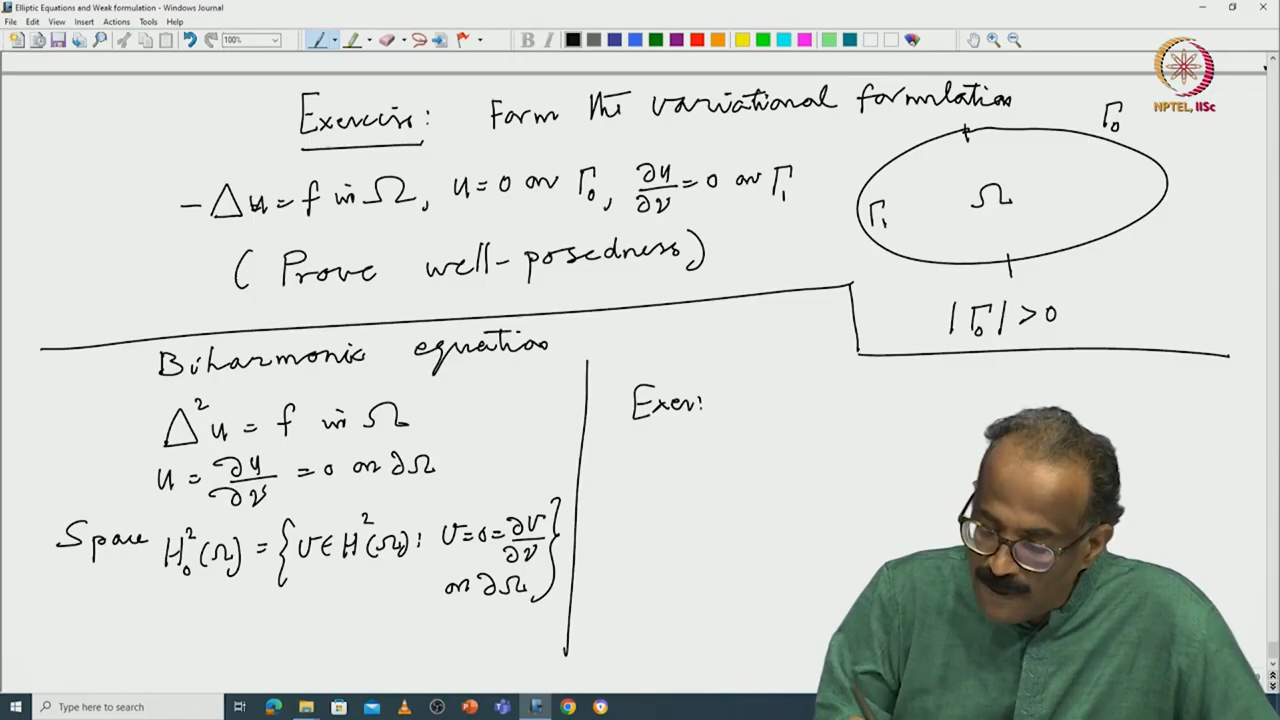 Elliptic Equations and Weak formulation - Windows Journal
File Edit View Insert Actions Tools Help
100%
NPTEL, IISc
Exercise: Form the variational formulation
-Δu = f in Ω, u = 0 on Γ₀, ∂u/∂ν = 0 on Γ₁
(Prove well-posedness)
Γ₀
Ω
Γ₁
|Γ₀| > 0
Biharmonic equation
Δ²u = f in Ω
u = ∂u/∂ν = 0 on ∂Ω
Space H₀²(Ω) = {v ∈ H²(Ω): v = 0 = ∂v/∂ν
on ∂Ω}
Exer:
Type here to search